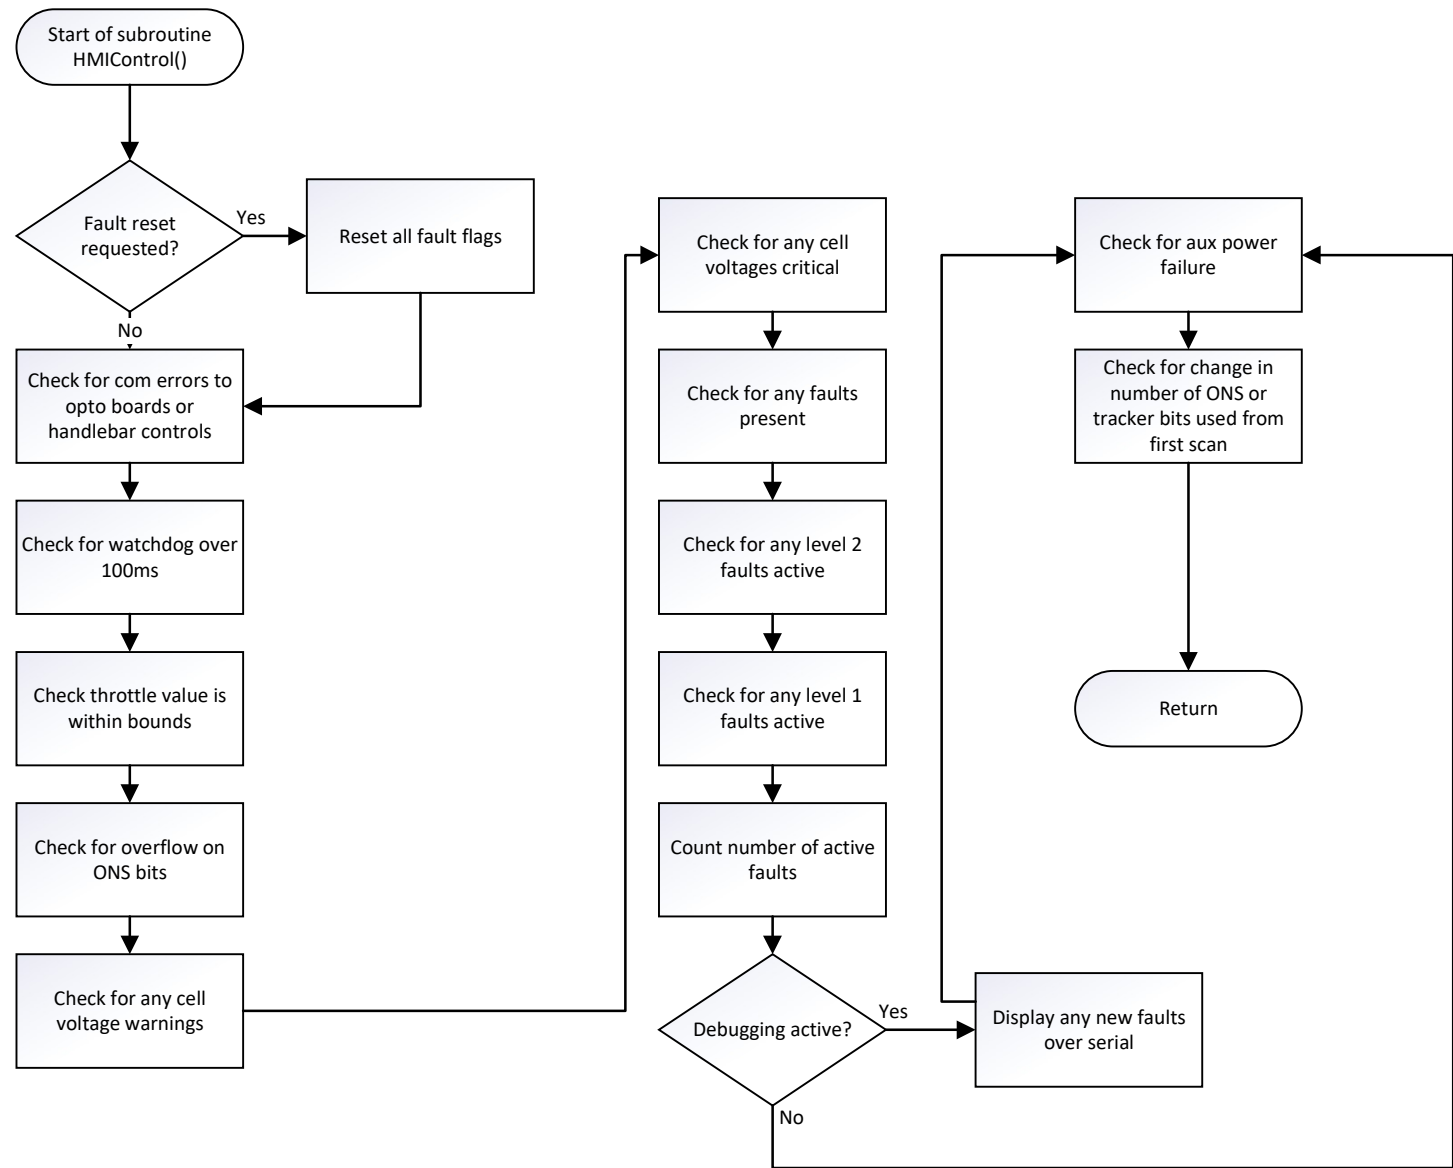 Start of subroutine
HMIControl()
Fault reset
requested?
Yes
Reset all fault flags
No
Check for com errors to
opto boards or
handlebar controls
Check for watchdog over
100ms
Check throttle value is
within bounds
Check for overflow on
ONS bits
Check for any cell
voltage warnings
Check for any cell
voltages critical
Check for any faults
present
Check for any level 2
faults active
Check for any level 1
faults active
Count number of active
faults
Debugging active?
Yes
No
Display any new faults
over serial
Check for aux power
failure
Check for change in
number of ONS or
tracker bits used from
first scan
Return